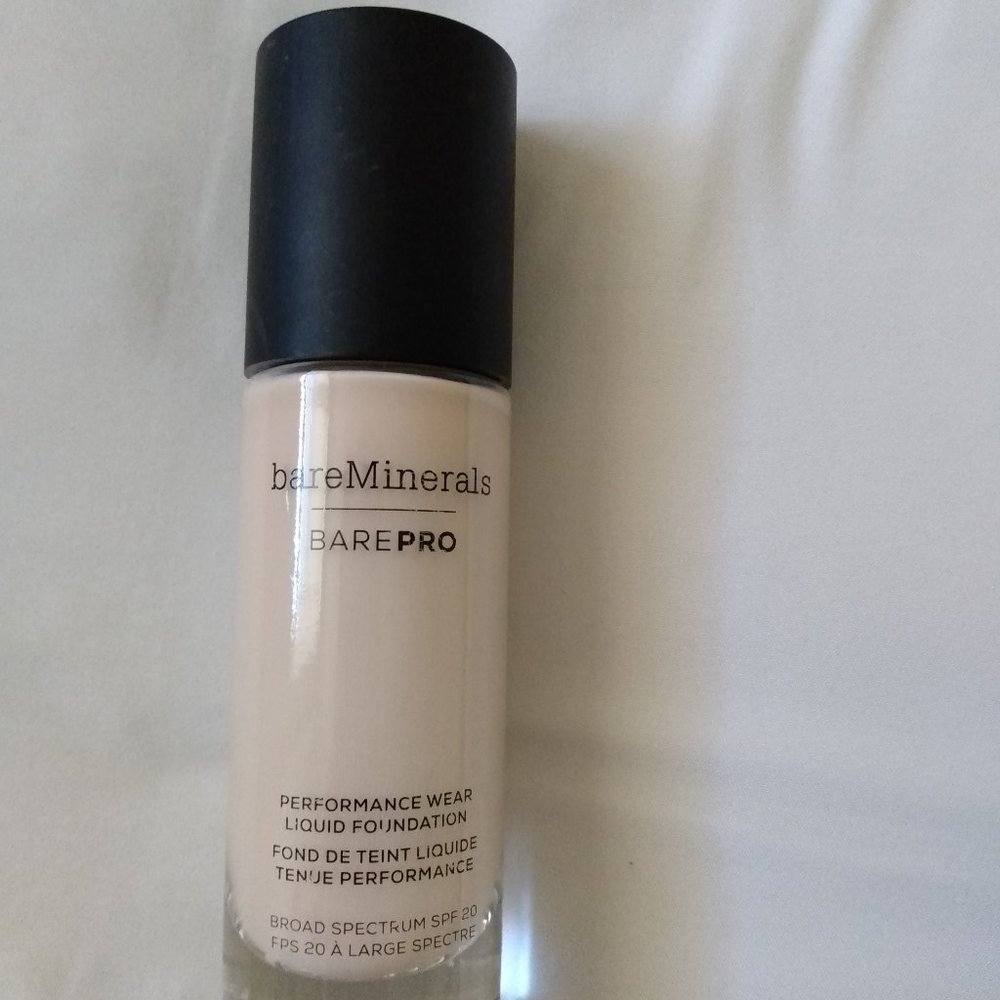 bareMinerals
BAREPRO
PERFORMANCE WEAR
LIQUID FOUNDATION
FOND DE TEINT LIQUIDE
TENUE PERFORMANCE
BROAD SPECTRUM SPF 20
FPS 20 À LARGE SPECTRE